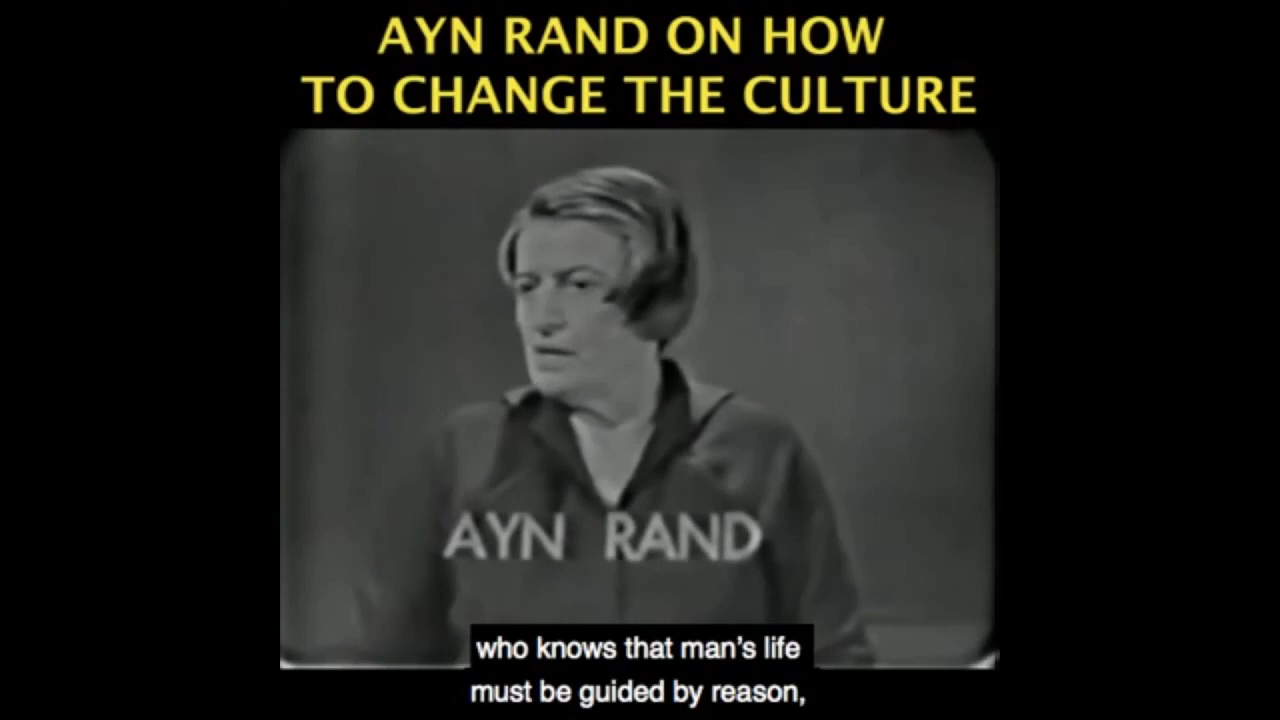 AYN RAND ON HOW
TO CHANGE THE CULTURE
AYN RAND
who knows that man's life
must be guided by reason,